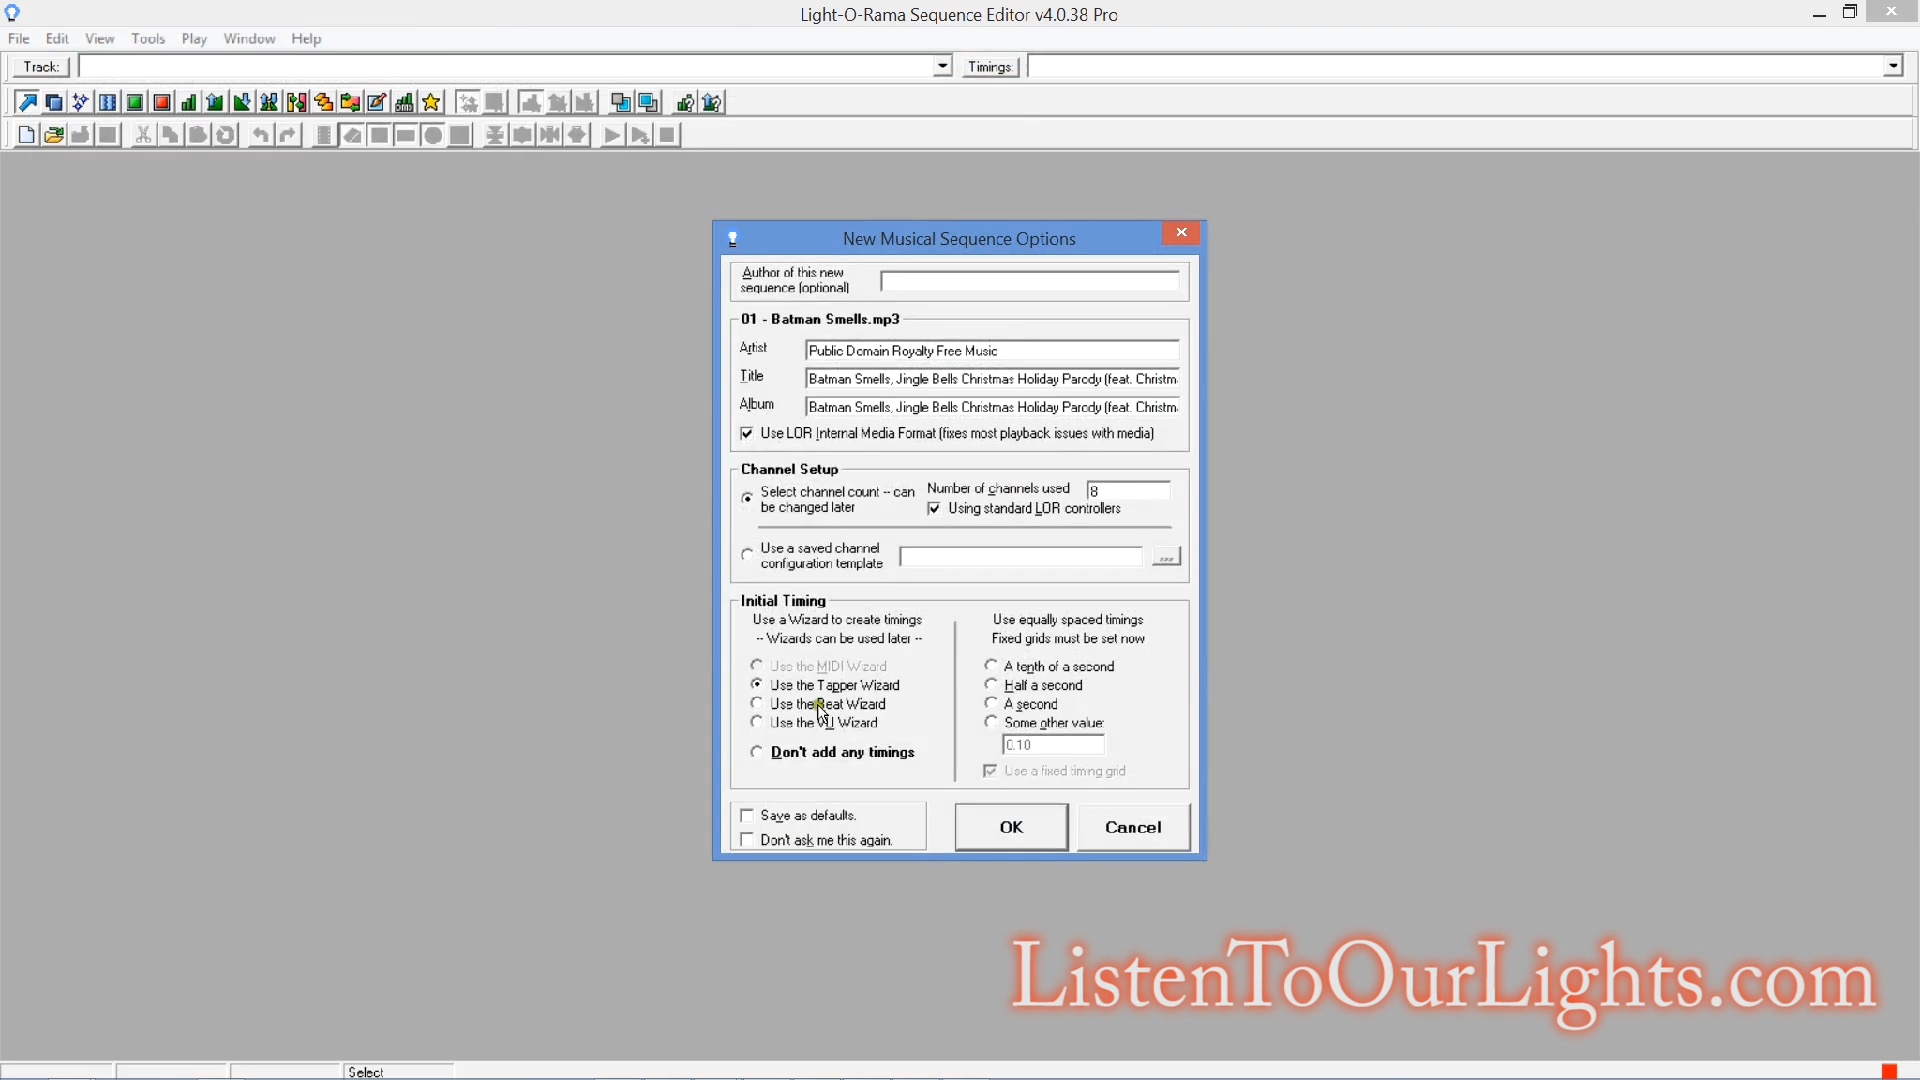 Light-O-Rama Sequence Editor v4.0.38 Pro
File Edit View Tools Play Window Help
Track: Timings:
New Musical Sequence Options
Author of this new
sequence (optional)
01 - Batman Smells.mp3
Artist Public Domain Royalty Free Music
Title Batman Smells, Jingle Bells Christmas Holiday Parody (feat. Christm
Album Batman Smells, Jingle Bells Christmas Holiday Parody (feat. Christm
Use LOR Internal Media Format (fixes most playback issues with media)
Channel Setup
Select channel count -- can
be changed later
Number of channels used 8
Using standard LOR controllers
Use a saved channel
configuration template
...
Initial Timing
Use a Wizard to create timings
-- Wizards can be used later --
Use the MIDI Wizard
Use the Tapper Wizard
Use the Beat Wizard
Use the VU Wizard
Don't add any timings
Use equally spaced timings
Fixed grids must be set now
A tenth of a second
Half a second
A second
Some other value:
0.10
Use a fixed timing grid
Save as defaults.
Don't ask me this again.
OK Cancel
ListenToOurLights.com
Select